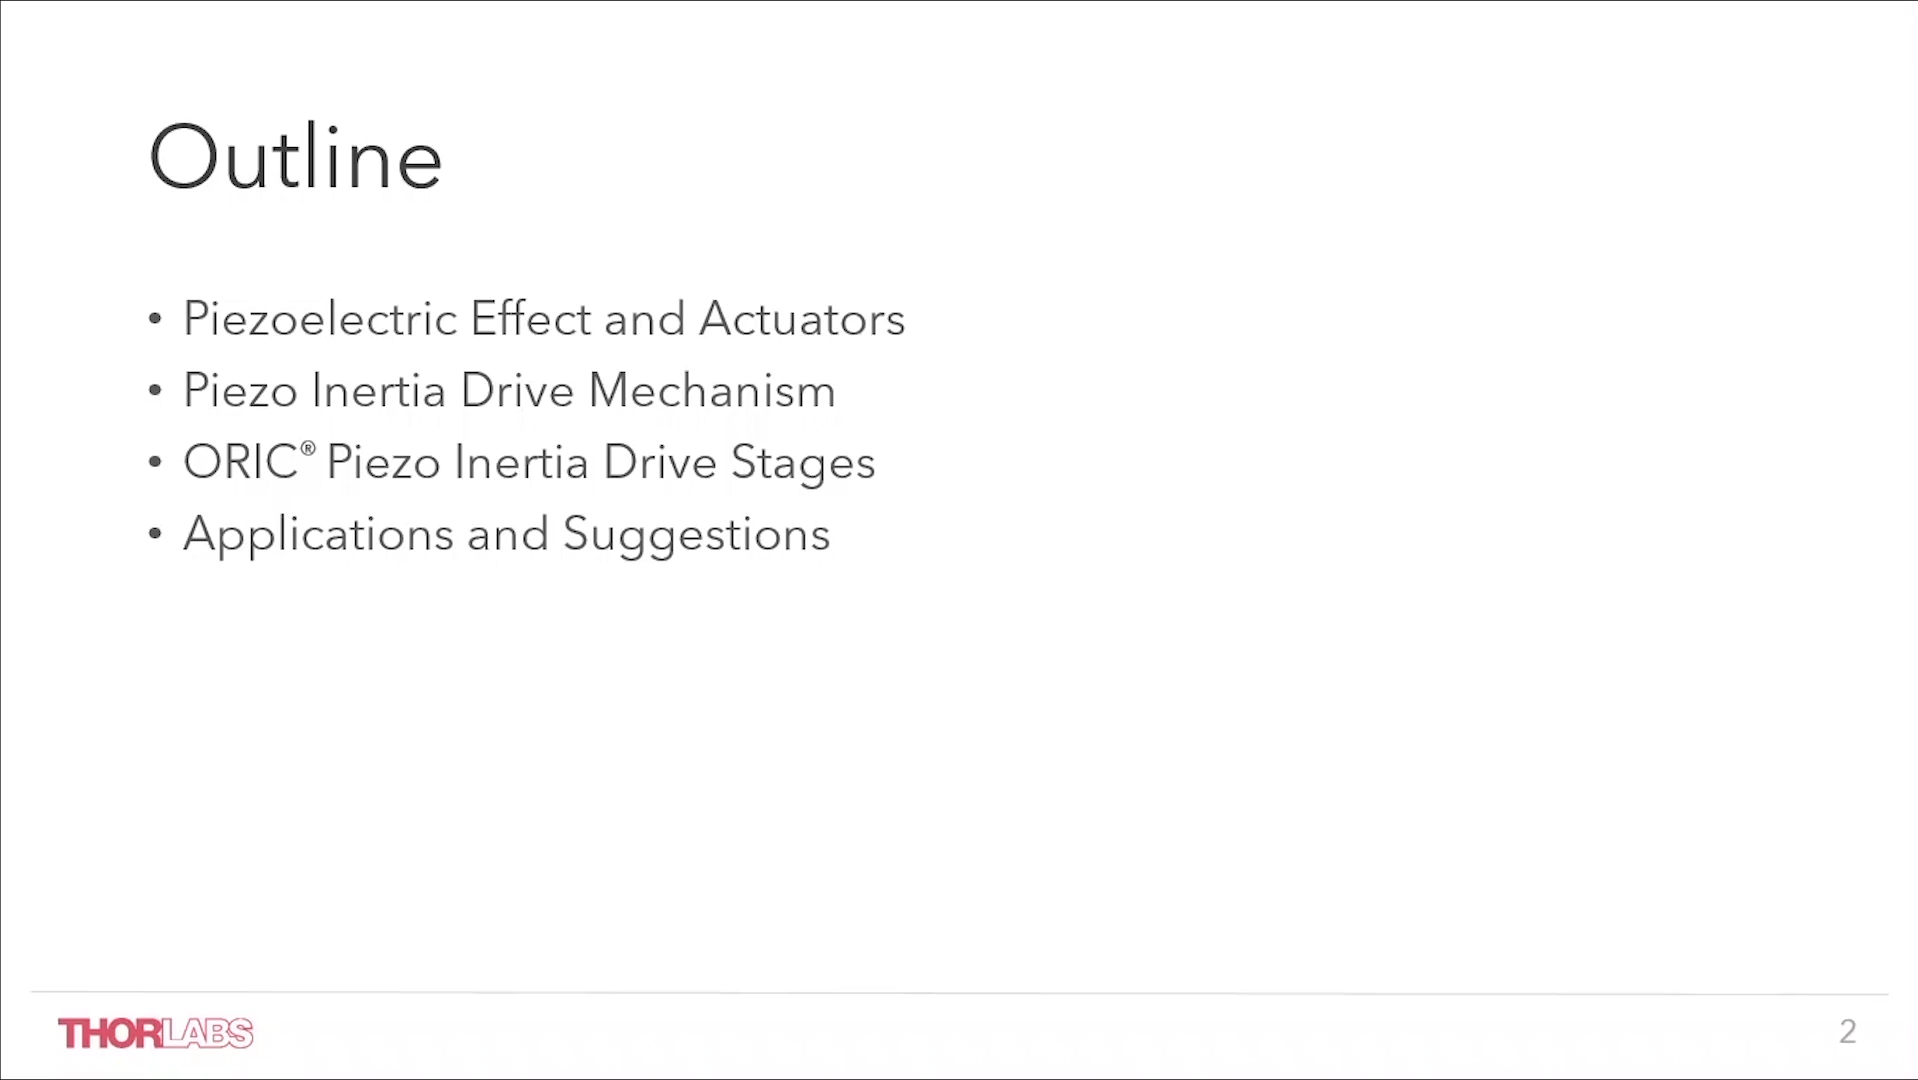 Outline
• Piezoelectric Effect and Actuators
• Piezo Inertia Drive Mechanism
• ORIC® Piezo Inertia Drive Stages
• Applications and Suggestions
THORLABS
2